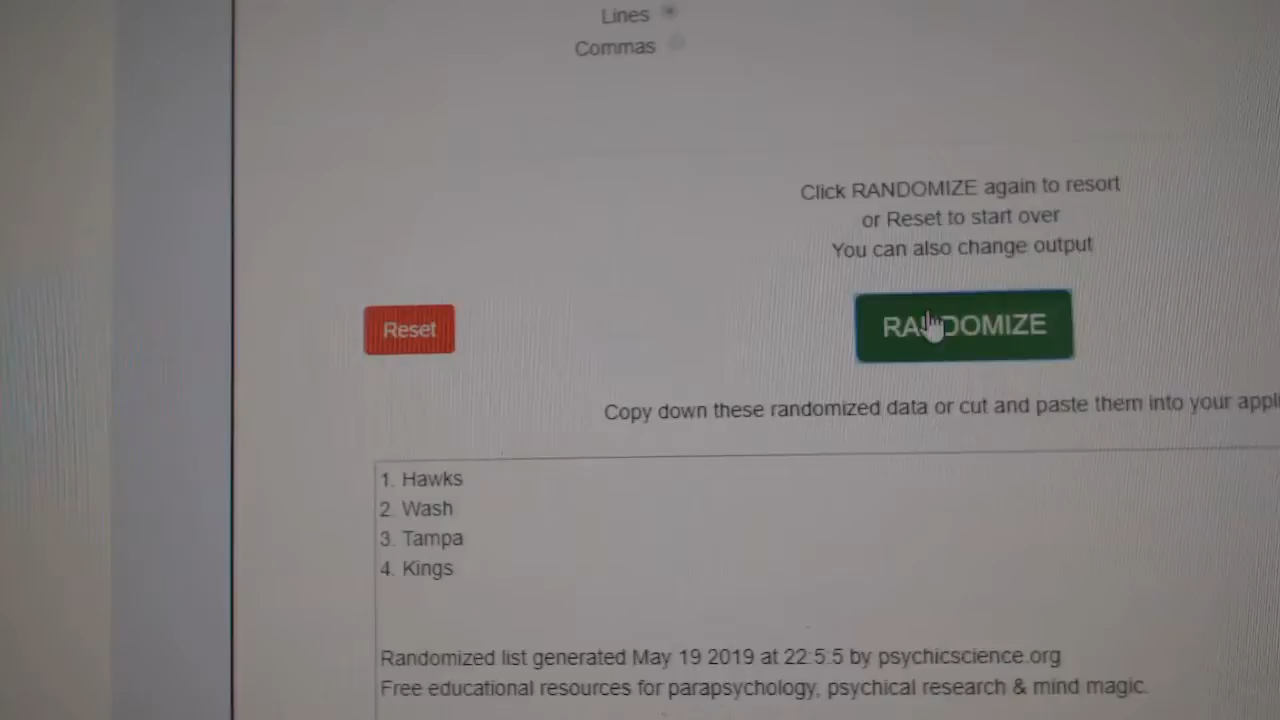 Lines
Commas
Click RANDOMIZE again to resort
or Reset to start over
You can also change output
Reset
RANDOMIZE
Copy down these randomized data or cut and paste them into your appli
1. Hawks
2. Wash
3. Tampa
4. Kings
Randomized list generated May 19 2019 at 22:5:5 by psychicscience.org
Free educational resources for parapsychology, psychical research & mind magic.